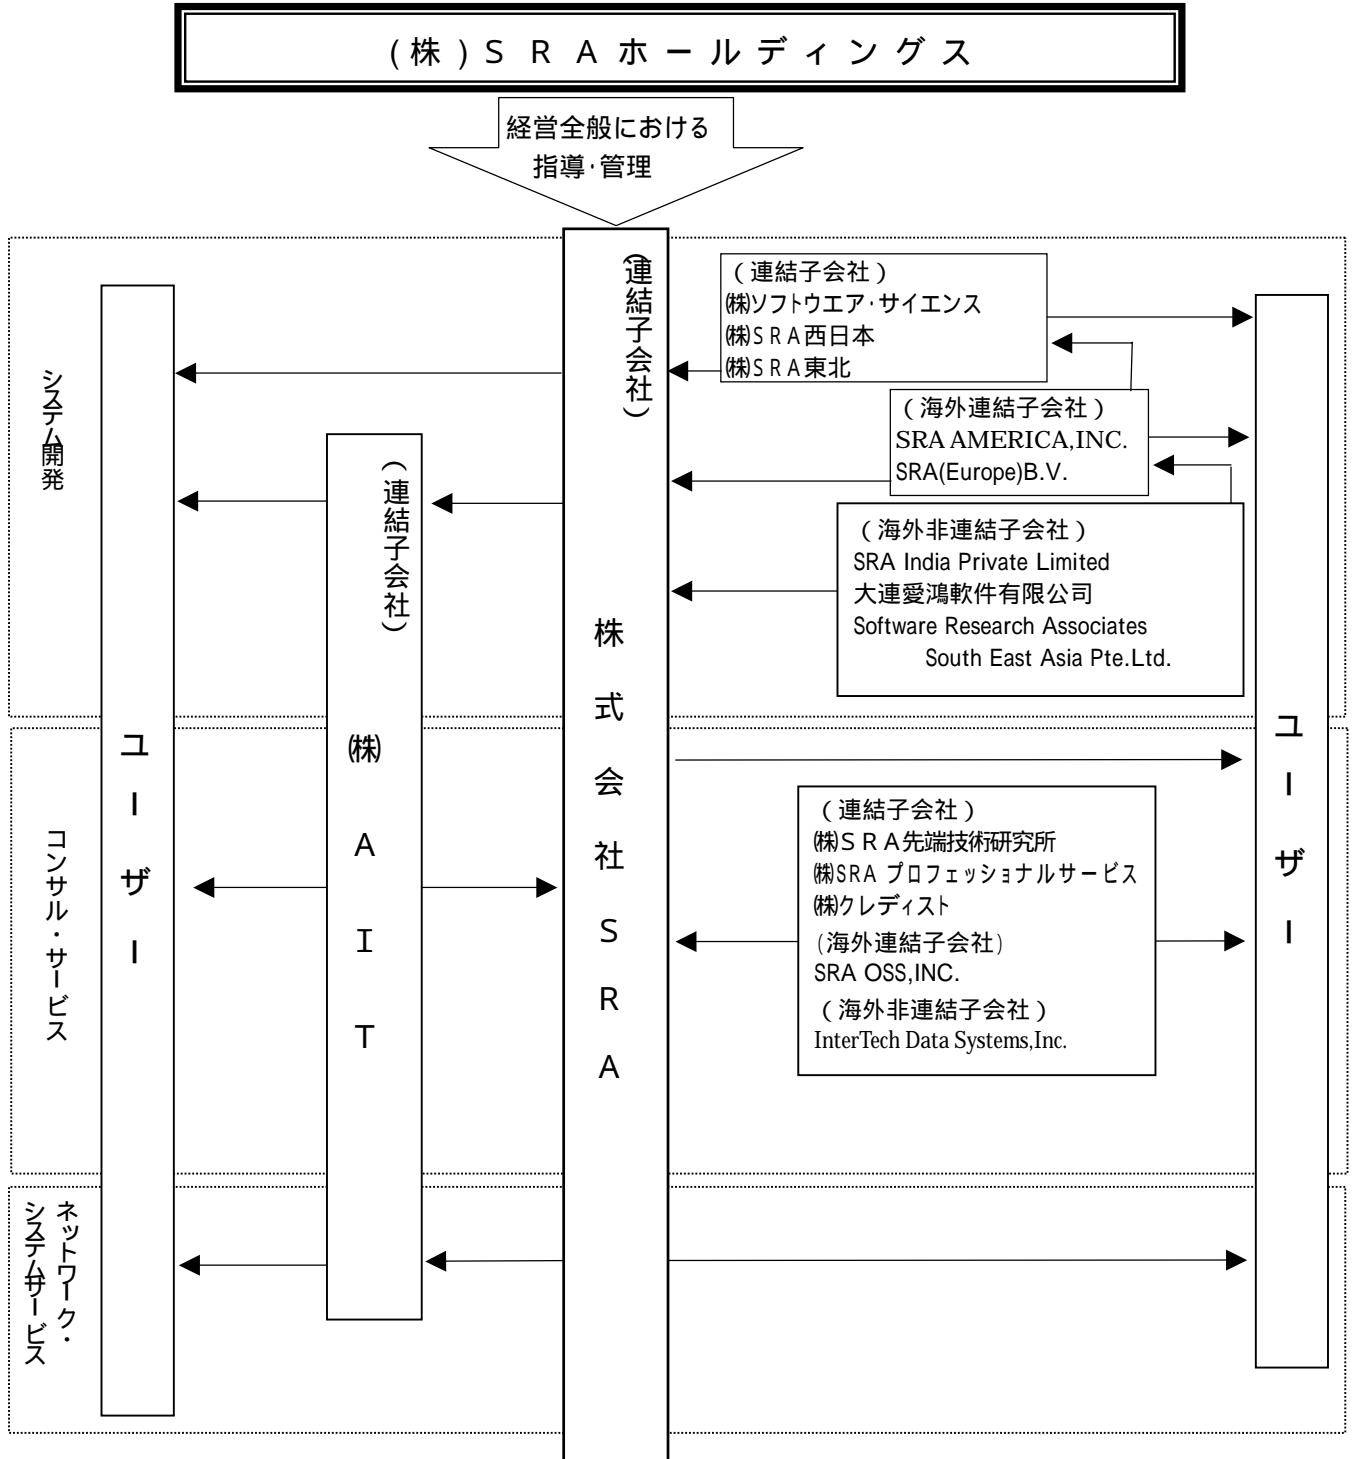 (株)SRAホールディングス
経営全般における
指導・管理
システム開発
ユーザー
(連結子会社)
㈱AIT
(連結子会社)
株式会社SRA
(連結子会社)
㈱ソフトウエア・サイエンス
㈱SRA西日本
㈱SRA東北
(海外連結子会社)
SRA AMERICA,INC.
SRA(Europe)B.V.
(海外非連結子会社)
SRA India Private Limited
大連愛鴻軟件有限公司
Software Research Associates
South East Asia Pte.Ltd.
ユーザー
コンサル・サービス
(連結子会社)
㈱SRA先端技術研究所
㈱SRAプロフェッショナルサービス
㈱クレディスト
(海外連結子会社)
SRA OSS,INC.
(海外非連結子会社)
InterTech Data Systems,Inc.
ネットワーク・
システムサービス